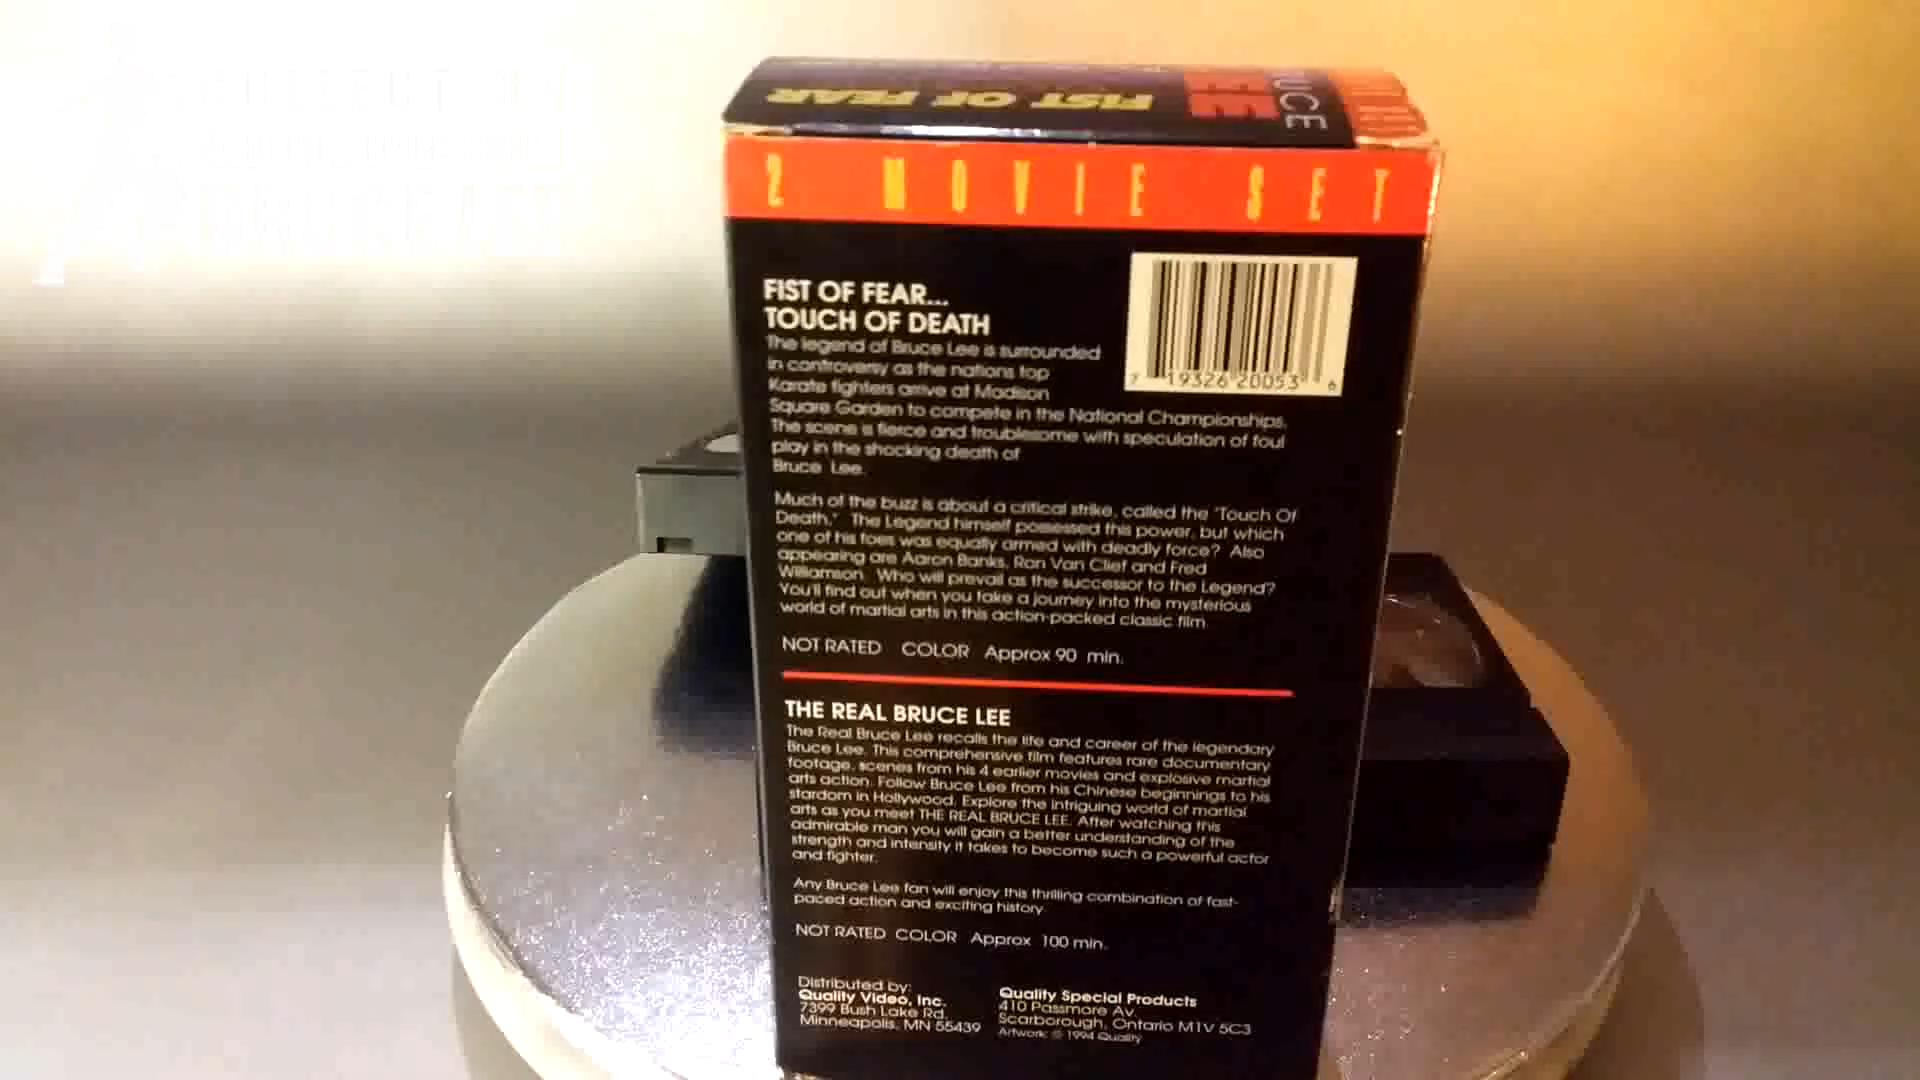 FIST OF FEAR
UCE
2 MOVIE SET
FIST OF FEAR...
TOUCH OF DEATH
The legend of Bruce Lee is surrounded
in controversy as the nations top
Karate fighters arrive at Madison
Square Garden to compete in the National Championships.
The scene is fierce and troublesome with speculation of foul
play in the shocking death of
Bruce Lee.
7 19326 20053 6
Much of the buzz is about a critical strike, called the "Touch Of
Death." The Legend himself possessed this power, but which
one of his foes was equally armed with deadly force? Also
appearing are Aaron Banks, Ron Van Clief and Fred
Williamson. Who will prevail as the successor to the Legend?
You'll find out when you take a journey into the mysterious
world of martial arts in this action-packed classic film.
NOT RATED COLOR Approx 90 min.
THE REAL BRUCE LEE
The Real Bruce Lee recalls the life and career of the legendary
Bruce Lee. This comprehensive film features rare documentary
footage, scenes from his 4 earlier movies and explosive martial
arts action. Follow Bruce Lee from his Chinese beginnings to his
stardom in Hollywood. Explore the intriguing world of martial
arts as you meet THE REAL BRUCE LEE. After watching this
admirable man you will gain a better understanding of the
strength and intensity it takes to become such a powerful actor
and fighter.
Any Bruce Lee fan will enjoy this thrilling combination of fast-
paced action and exciting history.
NOT RATED COLOR Approx 100 min.
Distributed by:
Quality Video, Inc.
7399 Bush Lake Rd.
Minneapolis, MN 55439
Quality Special Products
410 Passmore Av.
Scarborough, Ontario M1V 5C3
Artwork: © 1994 Quality